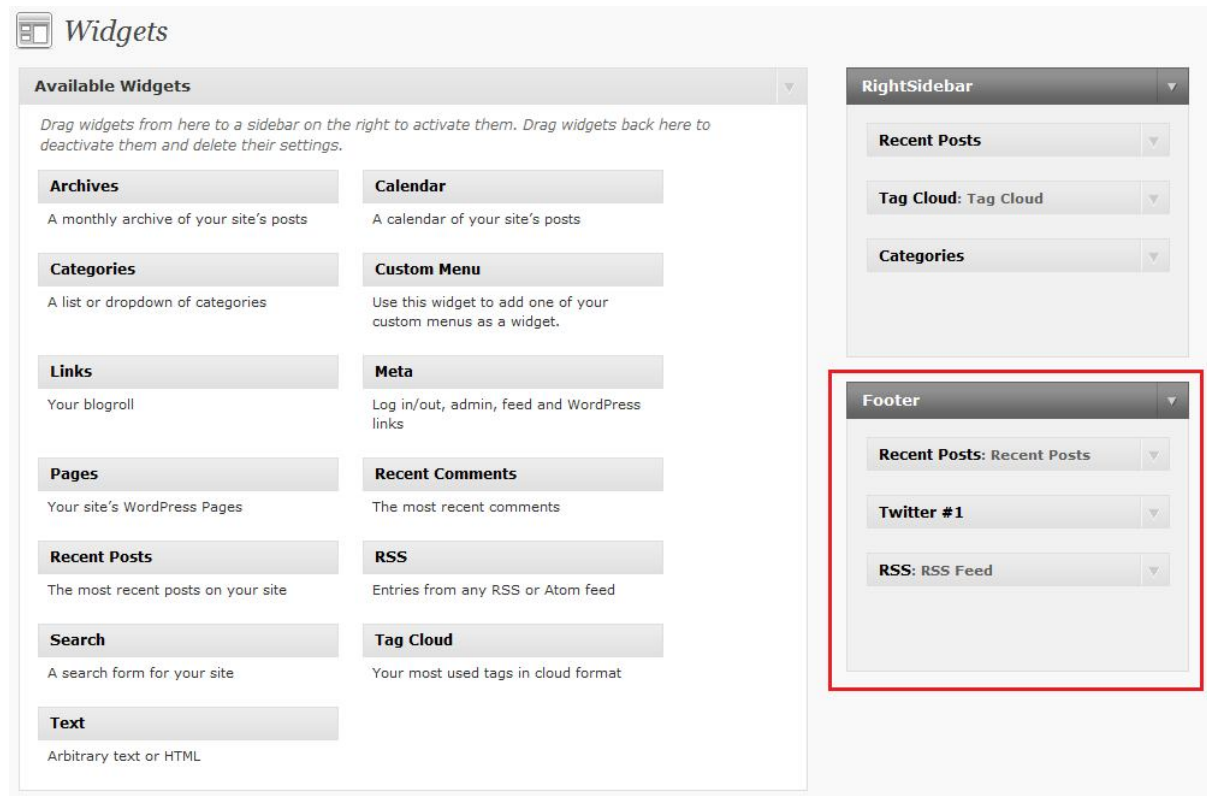 Widgets
Available Widgets
Drag widgets from here to a sidebar on the right to activate them. Drag widgets back here to
deactivate them and delete their settings.
Archives
A monthly archive of your site's posts
Calendar
A calendar of your site's posts
Categories
A list or dropdown of categories
Custom Menu
Use this widget to add one of your
custom menus as a widget.
Links
Your blogroll
Meta
Log in/out, admin, feed and WordPress
links
Pages
Your site's WordPress Pages
Recent Comments
The most recent comments
Recent Posts
The most recent posts on your site
RSS
Entries from any RSS or Atom feed
Search
A search form for your site
Tag Cloud
Your most used tags in cloud format
Text
Arbitrary text or HTML
RightSidebar
Recent Posts
Tag Cloud: Tag Cloud
Categories
Footer
Recent Posts: Recent Posts
Twitter #1
RSS: RSS Feed